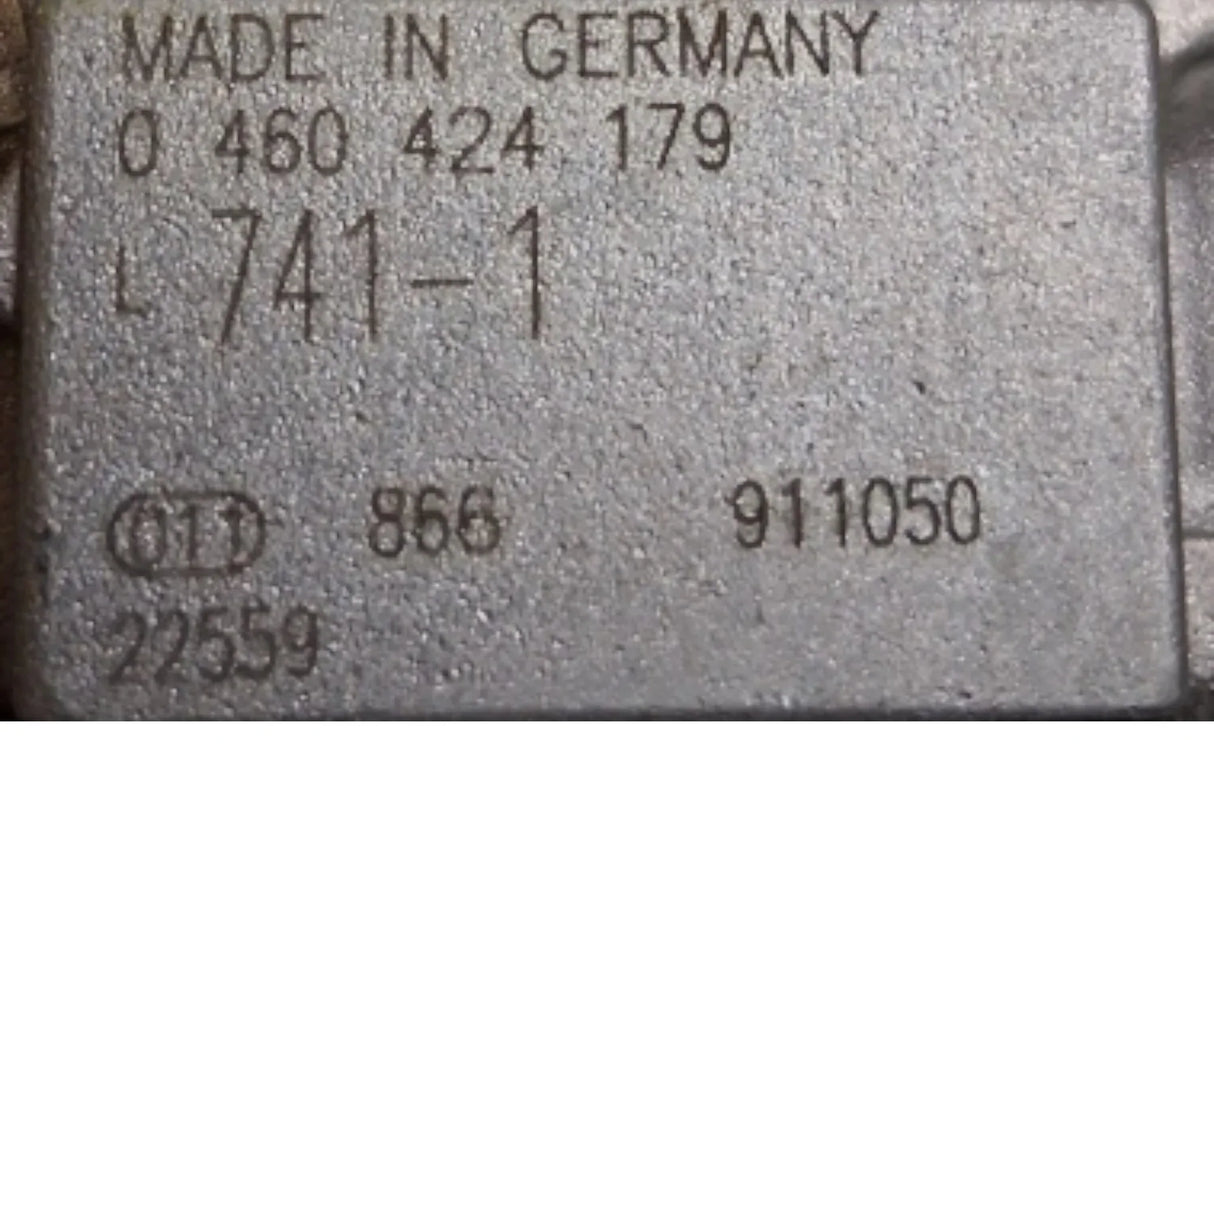 MADE IN GERMANY
0 460 424 179
L 741-1
011 866 911050
22559